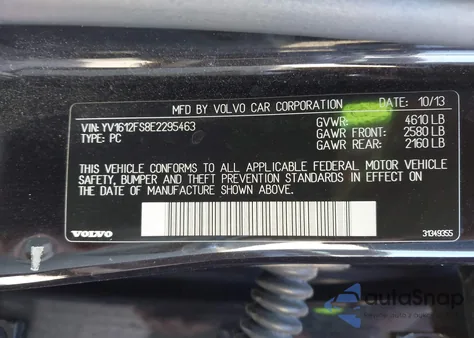 MFD BY VOLVO CAR CORPORATION DATE: 10/13
VIN: YV1612FS8E2295463 GVWR: 4610 LB
TYPE: PC GAWR FRONT: 2580 LB
GAWR REAR: 2160 LB
THIS VEHICLE CONFORMS TO ALL APPLICABLE FEDERAL MOTOR VEHICLE
SAFETY, BUMPER AND THEFT PREVENTION STANDARDS IN EFFECT ON
THE DATE OF MANUFACTURE SHOWN ABOVE.
VOLVO 31349355
autoSnap